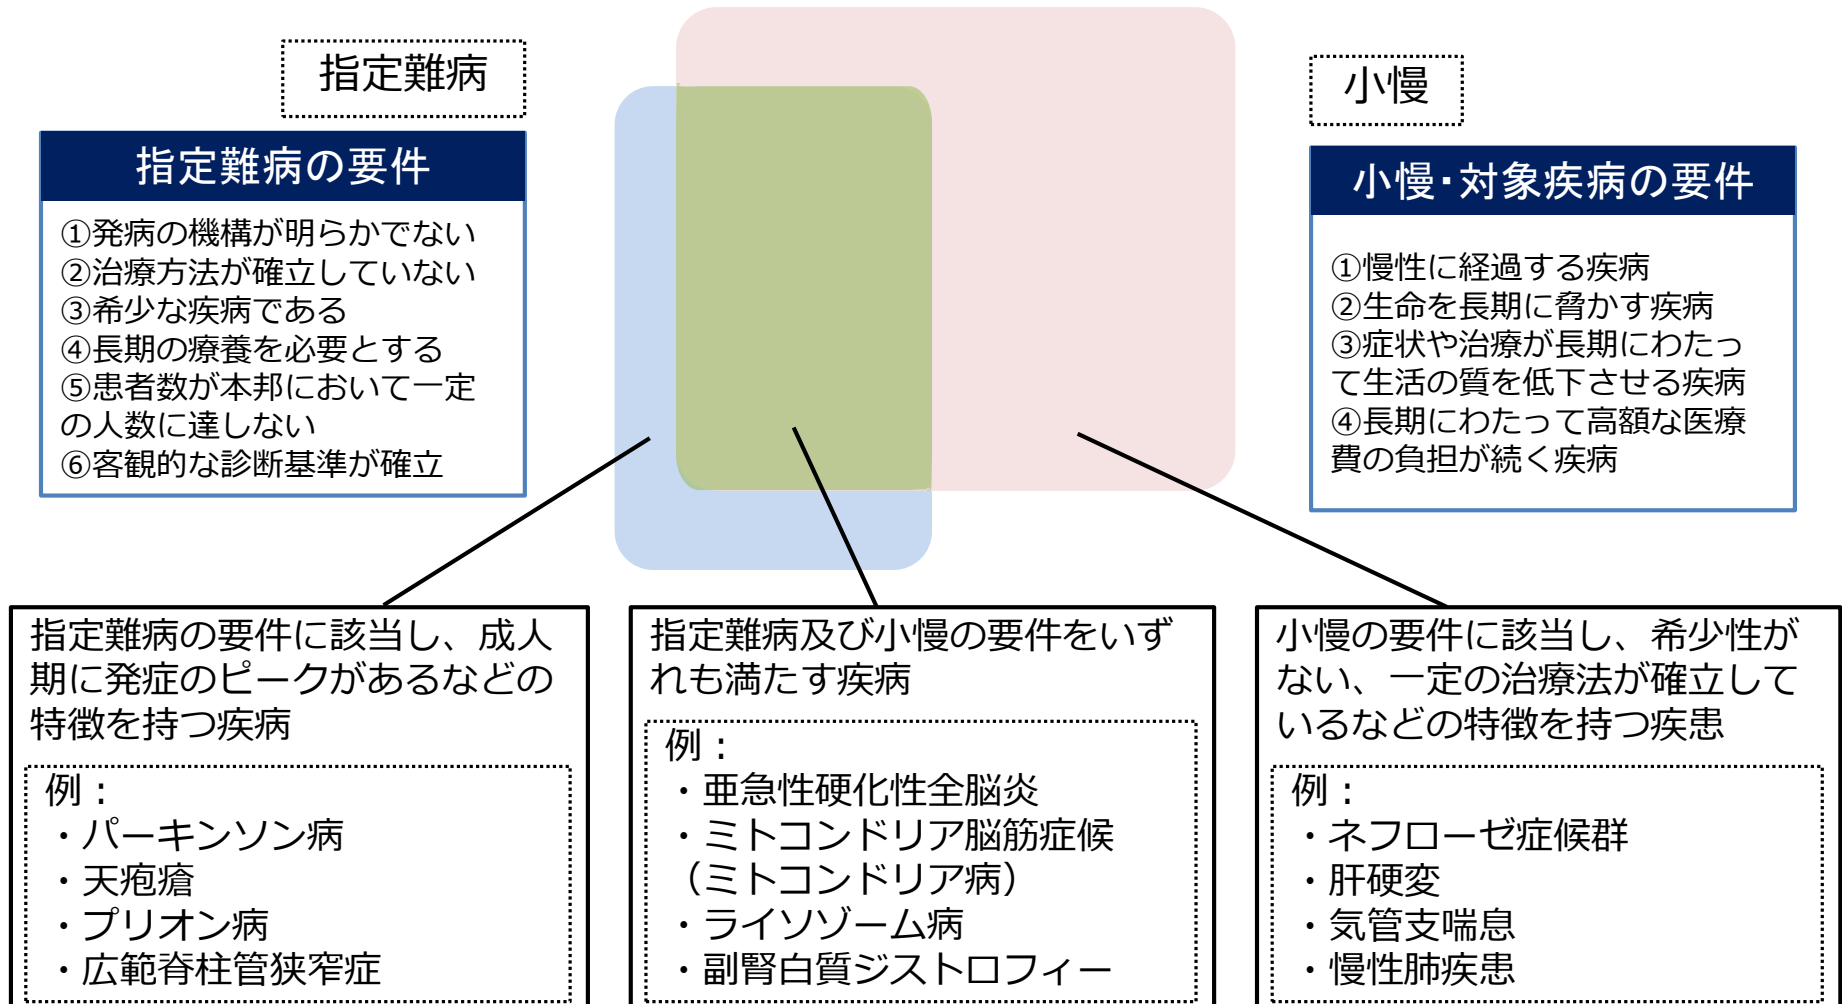 指定難病
指定難病の要件
①発病の機構が明らかでない
②治療方法が確立していない
③希少な疾病である
④長期の療養を必要とする
⑤患者数が本邦において一定
の人数に達しない
⑥客観的な診断基準が確立
小慢
小慢・対象疾病の要件
①慢性に経過する疾病
②生命を長期に脅かす疾病
③症状や治療が長期にわたっ
て生活の質を低下させる疾病
④長期にわたって高額な医療
費の負担が続く疾病
指定難病の要件に該当し、成人
期に発症のピークがあるなどの
特徴を持つ疾病
例：
・パーキンソン病
・天疱瘡
・プリオン病
・広範脊柱管狭窄症
指定難病及び小慢の要件をいず
れも満たす疾病
例：
・亜急性硬化性全脳炎
・ミトコンドリア脳筋症候
（ミトコンドリア病）
・ライソゾーム病
・副腎白質ジストロフィー
小慢の要件に該当し、希少性が
ない、一定の治療法が確立して
いるなどの特徴を持つ疾患
例：
・ネフローゼ症候群
・肝硬変
・気管支喘息
・慢性肺疾患